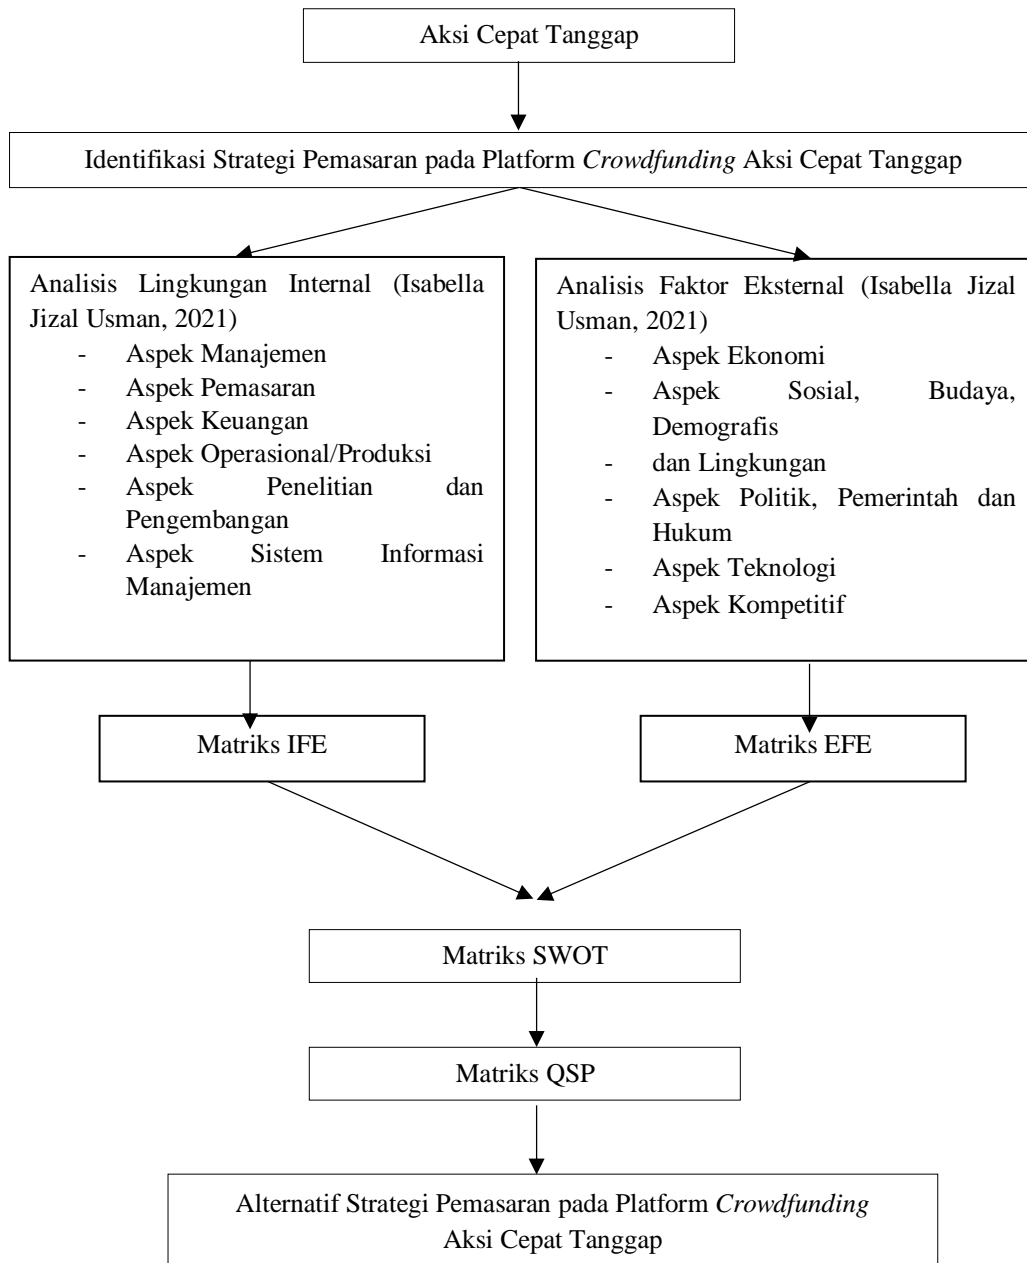 Aksi Cepat Tanggap
Identifikasi Strategi Pemasaran pada Platform Crowdfunding Aksi Cepat Tanggap
Analisis Lingkungan Internal (Isabella
Jizal Usman, 2021)
- Aspek Manajemen
- Aspek Pemasaran
- Aspek Keuangan
- Aspek Operasional/Produksi
- Aspek Penelitian dan
Pengembangan
- Aspek Sistem Informasi
Manajemen
Analisis Faktor Eksternal (Isabella Jizal
Usman, 2021)
- Aspek Ekonomi
- Aspek Sosial, Budaya,
Demografis
- dan Lingkungan
- Aspek Politik, Pemerintah dan
Hukum
- Aspek Teknologi
- Aspek Kompetitif
Matriks IFE
Matriks EFE
Matriks SWOT
Matriks QSP
Alternatif Strategi Pemasaran pada Platform Crowdfunding
Aksi Cepat Tanggap